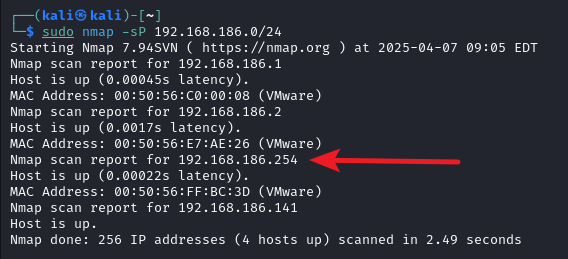 ┌──(kali㉿kali)-[~]
└─$ sudo nmap -sP 192.168.186.0/24
Starting Nmap 7.94SVN ( https://nmap.org ) at 2025-04-07 09:05 EDT
Nmap scan report for 192.168.186.1
Host is up (0.00045s latency).
MAC Address: 00:50:56:C0:00:08 (VMware)
Nmap scan report for 192.168.186.2
Host is up (0.0017s latency).
MAC Address: 00:50:56:E7:AE:26 (VMware)
Nmap scan report for 192.168.186.254
Host is up (0.00022s latency).
MAC Address: 00:50:56:FF:BC:3D (VMware)
Nmap scan report for 192.168.186.141
Host is up.
Nmap done: 256 IP addresses (4 hosts up) scanned in 2.49 seconds